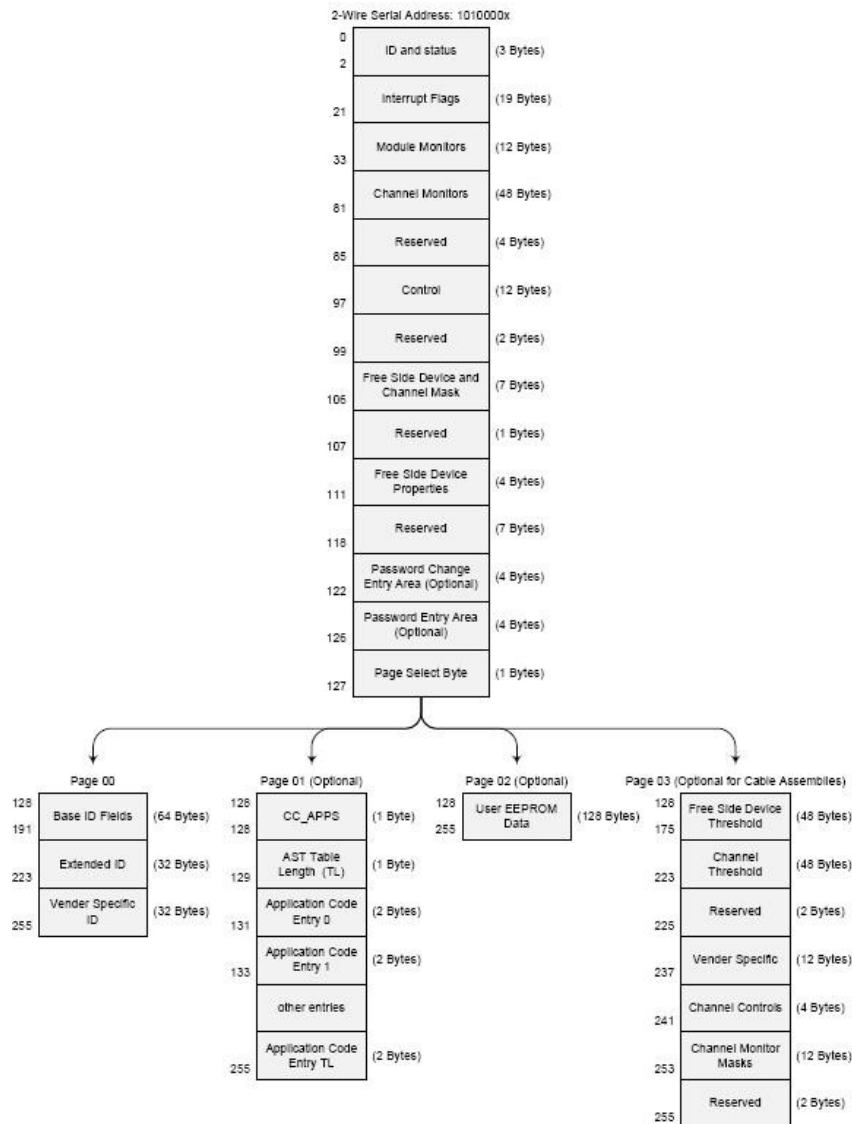 2-Wire Serial Address: 1010000x
0
ID and status (3 Bytes)
2
Interrupt Flags (19 Bytes)
21
Module Monitors (12 Bytes)
33
Channel Monitors (48 Bytes)
81
Reserved (4 Bytes)
85
Control (12 Bytes)
97
Reserved (2 Bytes)
99
Free Side Device and
Channel Mask (7 Bytes)
106
Reserved (1 Bytes)
107
Free Side Device
Properties (4 Bytes)
111
Reserved (7 Bytes)
118
Password Change
Entry Area (Optional) (4 Bytes)
122
Password Entry Area
(Optional) (4 Bytes)
126
Page Select Byte (1 Bytes)
127
Page 00
128
Base ID Fields (64 Bytes)
191
Extended ID (32 Bytes)
223
Vender Specific
ID (32 Bytes)
255
Page 01 (Optional)
128
CC_APPS (1 Byte)
128
AST Table
Length (TL) (1 Byte)
129
Application Code
Entry 0 (2 Bytes)
131
Application Code
Entry 1 (2 Bytes)
133
other entries
Application Code
Entry TL (2 Bytes)
255
Page 02 (Optional)
128
User EEPROM
Data (128 Bytes)
255
Page 03 (Optional for Cable Assemblies)
128
Free Side Device
Threshold (48 Bytes)
175
Channel
Threshold (48 Bytes)
223
Reserved (2 Bytes)
225
Vender Specific (12 Bytes)
237
Channel Controls (4 Bytes)
241
Channel Monitor
Masks (12 Bytes)
253
Reserved (2 Bytes)
255